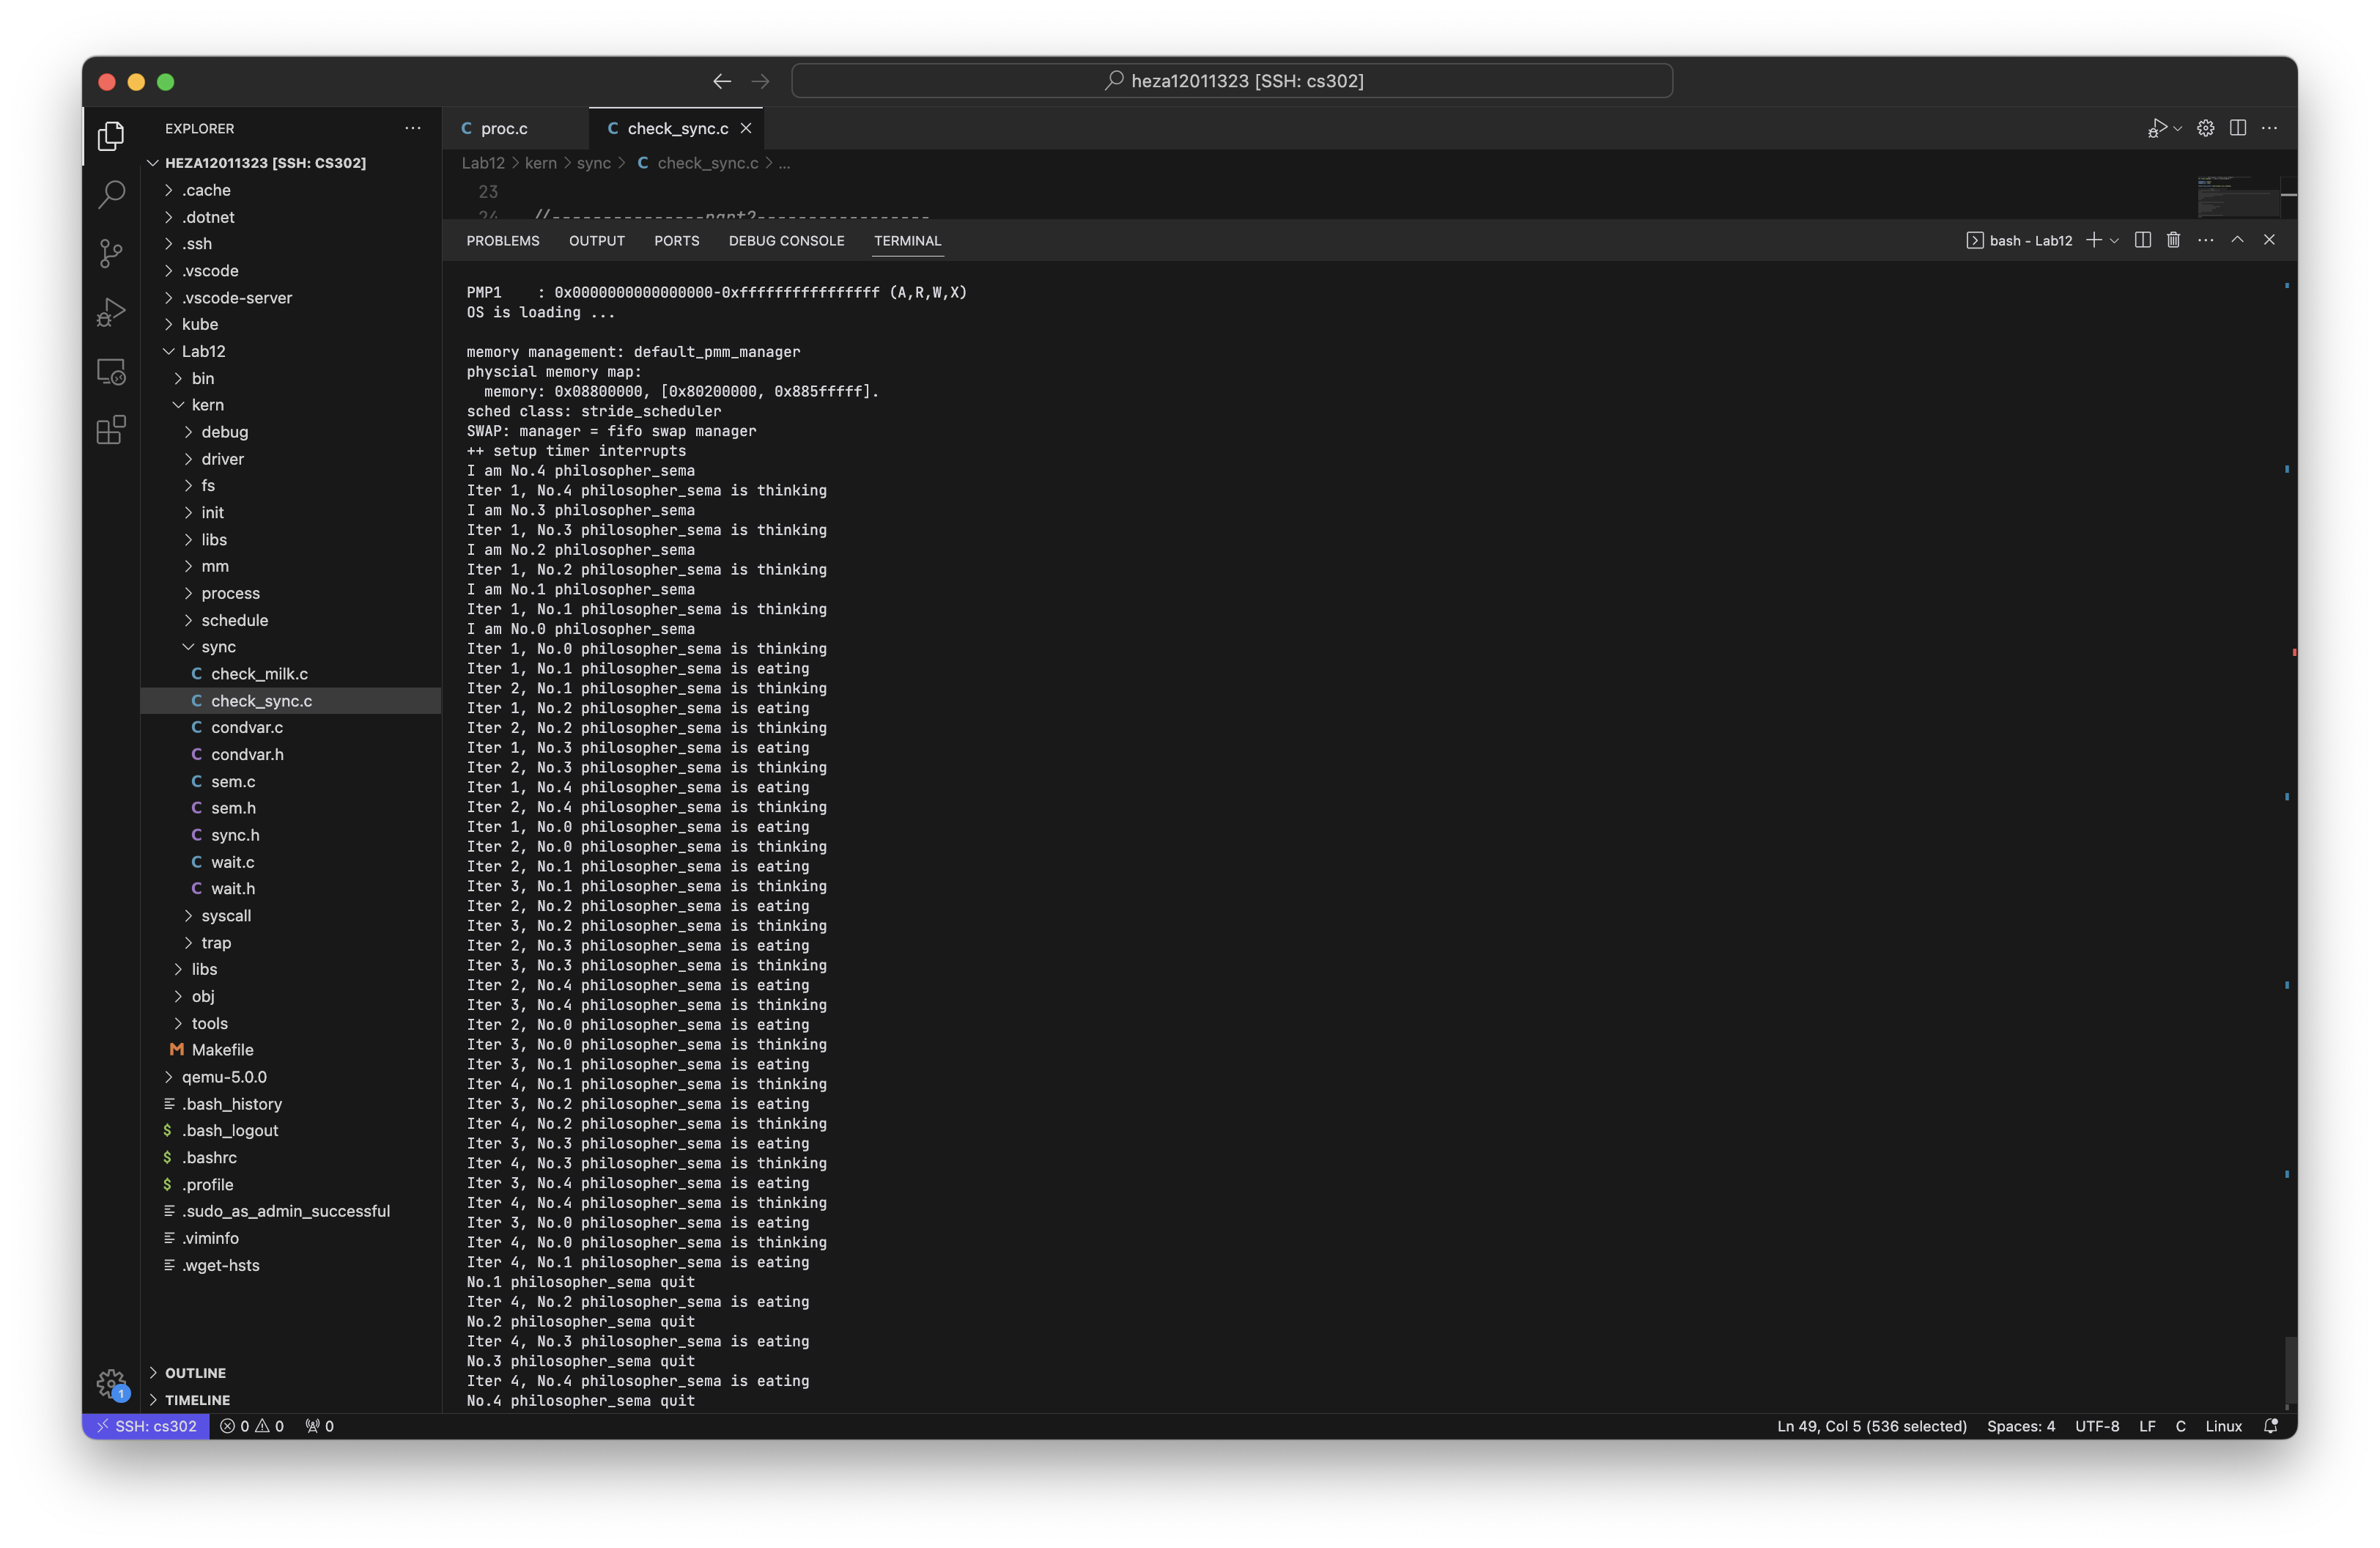 heza12011323 [SSH: cs302]
EXPLORER
HEZA12011323 [SSH: CS302]
.cache
.dotnet
.ssh
.vscode
.vscode-server
kube
Lab12
bin
kern
debug
driver
fs
init
libs
mm
process
schedule
sync
C check_milk.c
C check_sync.c
C condvar.c
C condvar.h
C sem.c
C sem.h
C sync.h
C wait.c
C wait.h
syscall
trap
libs
obj
tools
M Makefile
qemu-5.0.0
.bash_history
$ .bash_logout
$ .bashrc
$ .profile
.sudo_as_admin_successful
.viminfo
.wget-hsts
OUTLINE
TIMELINE
1
C proc.c
C check_sync.c
Lab12 > kern > sync > C check_sync.c > ...
23
24 //---------------part2-----------------
PROBLEMS OUTPUT PORTS DEBUG CONSOLE TERMINAL
bash - Lab12
PMP1    : 0x0000000000000000-0xffffffffffffffff (A,R,W,X)
OS is loading ...
memory management: default_pmm_manager
physcial memory map:
  memory: 0x08800000, [0x80200000, 0x885fffff].
sched class: stride_scheduler
SWAP: manager = fifo swap manager
++ setup timer interrupts
I am No.4 philosopher_sema
Iter 1, No.4 philosopher_sema is thinking
I am No.3 philosopher_sema
Iter 1, No.3 philosopher_sema is thinking
I am No.2 philosopher_sema
Iter 1, No.2 philosopher_sema is thinking
I am No.1 philosopher_sema
Iter 1, No.1 philosopher_sema is thinking
I am No.0 philosopher_sema
Iter 1, No.0 philosopher_sema is thinking
Iter 1, No.1 philosopher_sema is eating
Iter 2, No.1 philosopher_sema is thinking
Iter 1, No.2 philosopher_sema is eating
Iter 2, No.2 philosopher_sema is thinking
Iter 1, No.3 philosopher_sema is eating
Iter 2, No.3 philosopher_sema is thinking
Iter 1, No.4 philosopher_sema is eating
Iter 2, No.4 philosopher_sema is thinking
Iter 1, No.0 philosopher_sema is eating
Iter 2, No.0 philosopher_sema is thinking
Iter 2, No.1 philosopher_sema is eating
Iter 3, No.1 philosopher_sema is thinking
Iter 2, No.2 philosopher_sema is eating
Iter 3, No.2 philosopher_sema is thinking
Iter 2, No.3 philosopher_sema is eating
Iter 3, No.3 philosopher_sema is thinking
Iter 2, No.4 philosopher_sema is eating
Iter 3, No.4 philosopher_sema is thinking
Iter 2, No.0 philosopher_sema is eating
Iter 3, No.0 philosopher_sema is thinking
Iter 3, No.1 philosopher_sema is eating
Iter 4, No.1 philosopher_sema is thinking
Iter 3, No.2 philosopher_sema is eating
Iter 4, No.2 philosopher_sema is thinking
Iter 3, No.3 philosopher_sema is eating
Iter 4, No.3 philosopher_sema is thinking
Iter 3, No.4 philosopher_sema is eating
Iter 4, No.4 philosopher_sema is thinking
Iter 3, No.0 philosopher_sema is eating
Iter 4, No.0 philosopher_sema is thinking
Iter 4, No.1 philosopher_sema is eating
No.1 philosopher_sema quit
Iter 4, No.2 philosopher_sema is eating
No.2 philosopher_sema quit
Iter 4, No.3 philosopher_sema is eating
No.3 philosopher_sema quit
Iter 4, No.4 philosopher_sema is eating
No.4 philosopher_sema quit
SSH: cs302 0 0 0 Ln 49, Col 5 (536 selected) Spaces: 4 UTF-8 LF C Linux